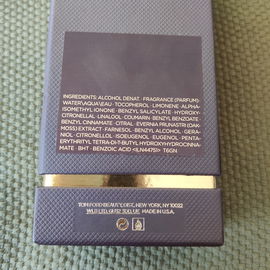 INGREDIENTS: ALCOHOL DENAT. • FRAGRANCE (PARFUM) •
WATER\AQUA\EAU • TOCOPHEROL • LIMONENE • ALPHA-
ISOMETHYL IONONE • BENZYL SALICYLATE • HYDROXY-
CITRONELLAL • LINALOOL • COUMARIN • BENZYL BENZOATE
• BENZYL CINNAMATE • CITRAL • EVERNIA PRUNASTRI (OAK-
MOSS) EXTRACT • FARNESOL • BENZYL ALCOHOL • GERA-
NIOL • CITRONELLOL • ISOEUGENOL • EUGENOL • PENTA-
ERYTHRITYL TETRA-DI-T-BUTYL HYDROXYHYDROCINNA-
MATE • BHT • BENZOIC ACID <ILN44751> T6GN
TOM FORD BEAUTY, DIST., NEW YORK, NY 10022
MADE IN U.S.A.